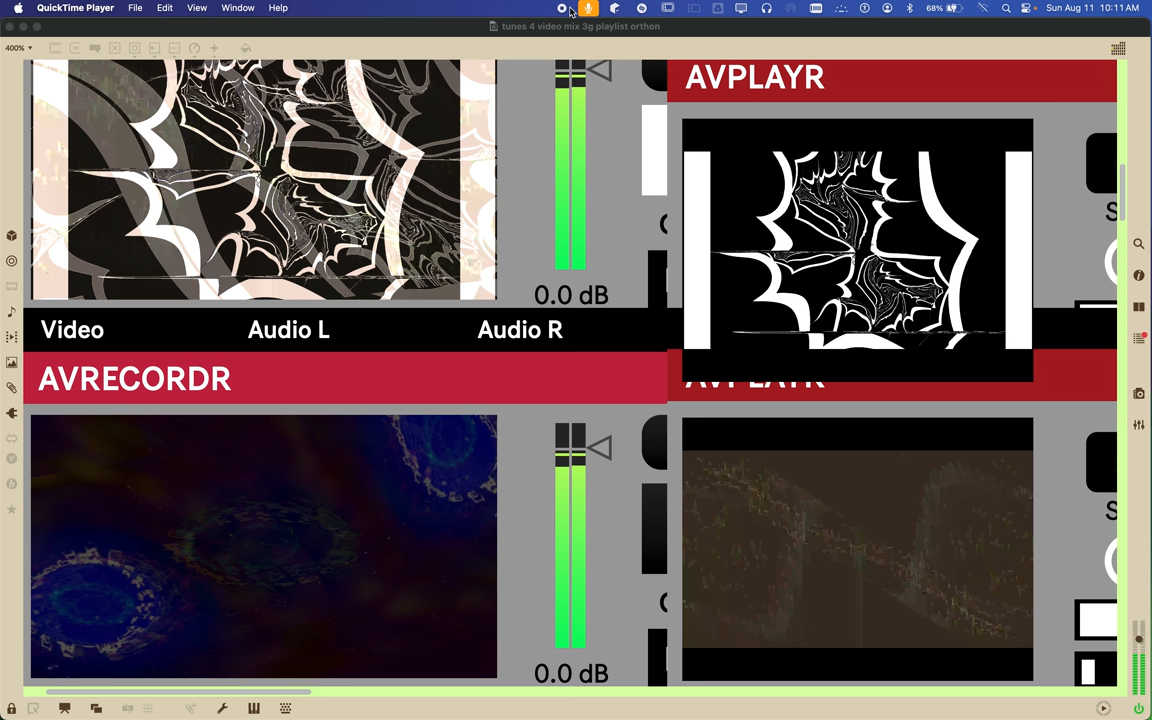 QuickTime Player File Edit View Window Help 68% Sun Aug 11 10:11 AM
tunes 4 video mix 3g playlist orthon
400%
AVPLAYR
0.0 dB
Video Audio L Audio R
AVRECORDR
AVPLAYR
0.0 dB